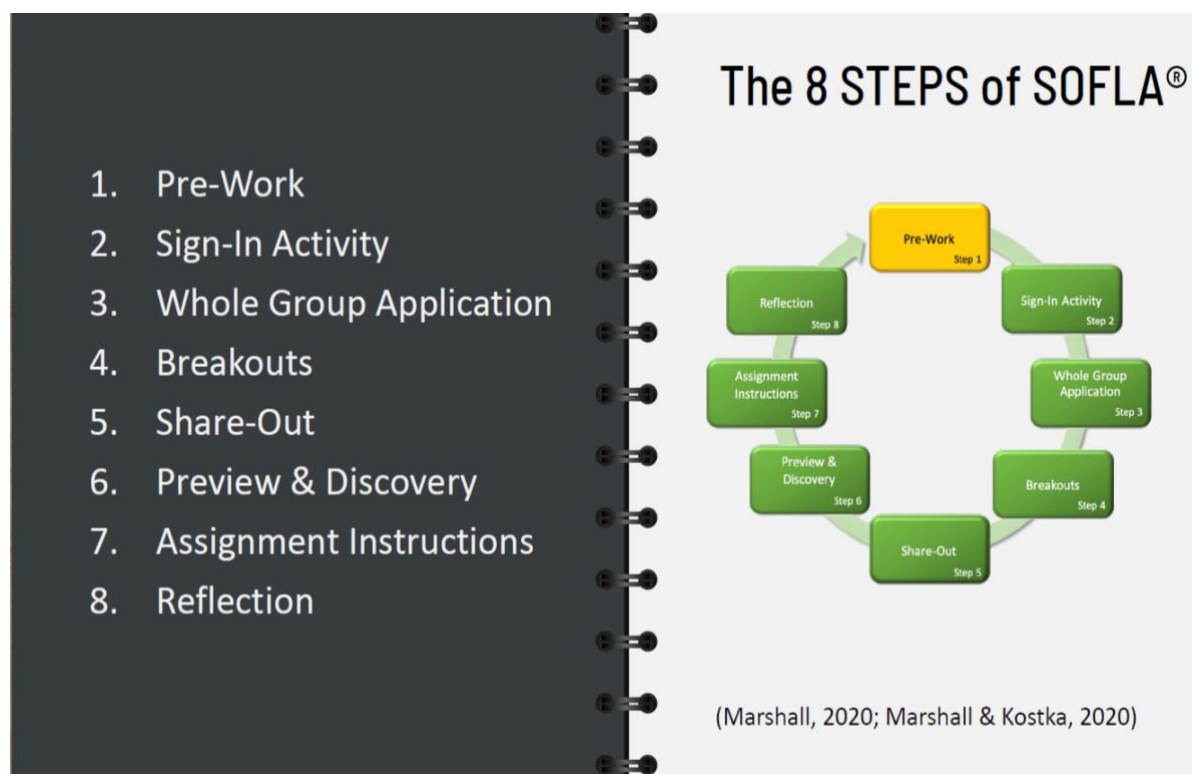 1. Pre-Work
2. Sign-In Activity
3. Whole Group Application
4. Breakouts
5. Share-Out
6. Preview & Discovery
7. Assignment Instructions
8. Reflection
The 8 STEPS of SOFLA®
Pre-Work
Step 1
Sign-In Activity
Step 2
Whole Group
Application
Step 3
Breakouts
Step 4
Share-Out
Step 5
Preview &
Discovery
Step 6
Assignment
Instructions
Step 7
Reflection
Step 8
(Marshall, 2020; Marshall & Kostka, 2020)